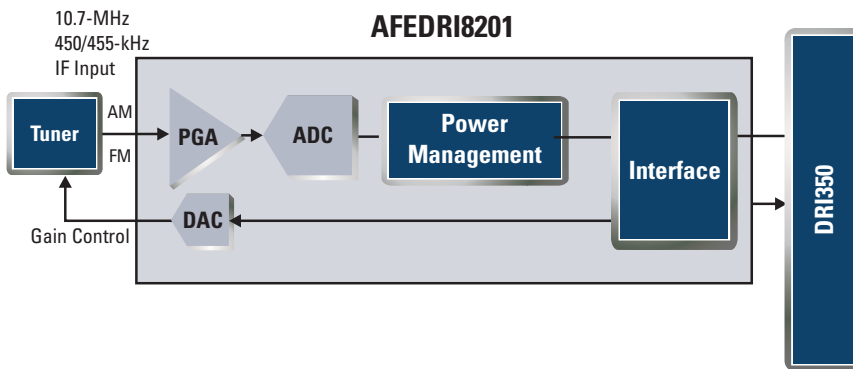 10.7-MHz
450/455-kHz
IF Input
AFEDRI8201
Tuner
AM
FM
PGA
ADC
Power
Management
Interface
DRI350
DAC
Gain Control